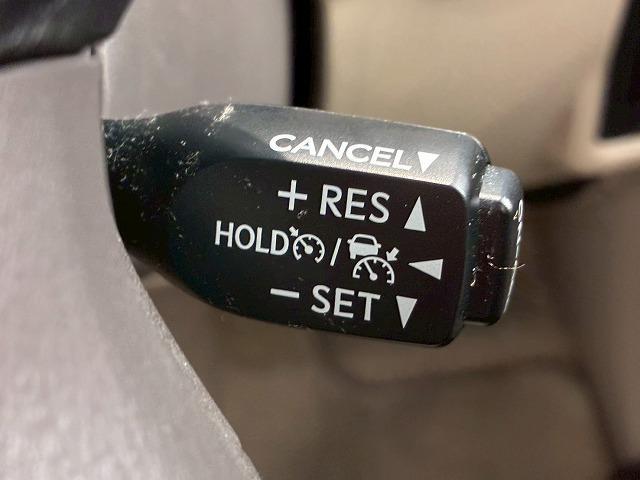 CANCEL▼
+ RES ▲
HOLD / ◀
− SET ▼